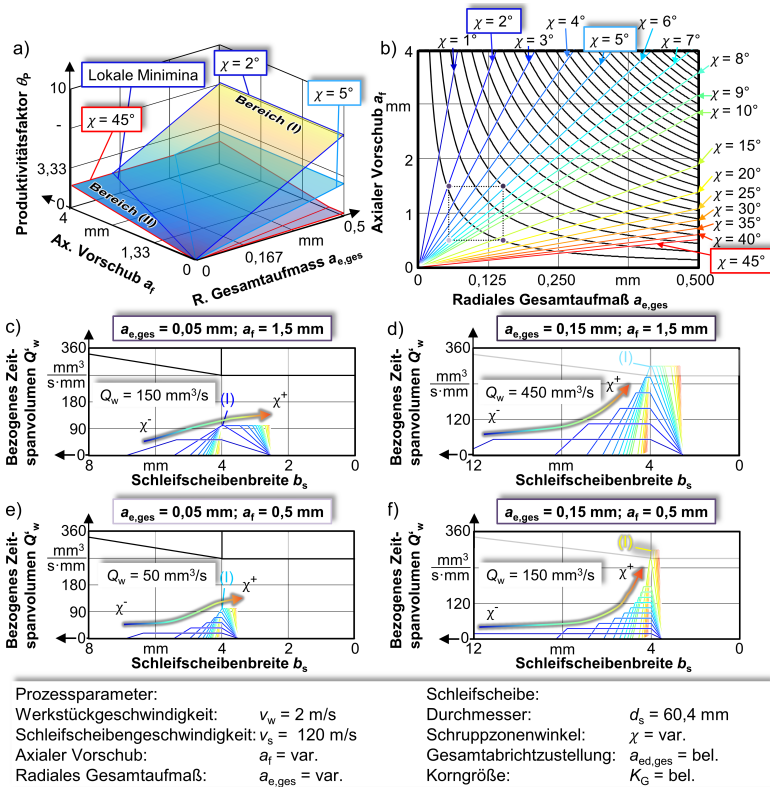 a)
Produktivitätsfaktor θP
10
-
3,33
0
Lokale Minimina
χ = 2°
χ = 5°
χ = 45°
Bereich (I)
Bereich (II)
4
mm
1,33
0
Ax. Vorschub af
0
0,167
mm
0,5
R. Gesamtaufmass ae,ges
b)
χ = 1°
χ = 2°
χ = 3°
χ = 4°
χ = 5°
χ = 6°
χ = 7°
χ = 8°
χ = 9°
χ = 10°
χ = 15°
χ = 20°
χ = 25°
χ = 30°
χ = 35°
χ = 40°
χ = 45°
Axialer Vorschub af
4
mm
2
1
0
0
0,125
0,250
mm
0,500
Radiales Gesamtaufmaß ae,ges
c)
ae,ges = 0,05 mm; af = 1,5 mm
Bezogenes Zeit-
spanvolumen Q‘w
360
mm³
s·mm
180
90
0
Qw = 150 mm³/s
χ-
(I)
χ+
8
mm
4
2
0
Schleifscheibenbreite bs
d)
ae,ges = 0,15 mm; af = 1,5 mm
Bezogenes Zeit-
spanvolumen Q‘w
360
mm³
s·mm
120
0
Qw = 450 mm³/s
χ-
(I)
χ+
12
mm
4
0
Schleifscheibenbreite bs
e)
ae,ges = 0,05 mm; af = 0,5 mm
Bezogenes Zeit-
spanvolumen Q‘w
360
mm³
s·mm
180
90
0
Qw = 50 mm³/s
χ-
(I)
χ+
8
mm
4
2
0
Schleifscheibenbreite bs
f)
ae,ges = 0,15 mm; af = 0,5 mm
Bezogenes Zeit-
spanvolumen Q‘w
360
mm³
s·mm
120
0
Qw = 150 mm³/s
χ-
χ+
12
mm
4
0
Schleifscheibenbreite bs
Prozessparameter:
Werkstückgeschwindigkeit: vw = 2 m/s
Schleifscheibengeschwindigkeit: vs = 120 m/s
Axialer Vorschub: af = var.
Radiales Gesamtaufmaß: ae,ges = var.
Schleifscheibe:
Durchmesser: ds = 60,4 mm
Schruppzonenwinkel: χ = var.
Gesamtabrichtzustellung: aed,ges = bel.
Korngröße: KG = bel.